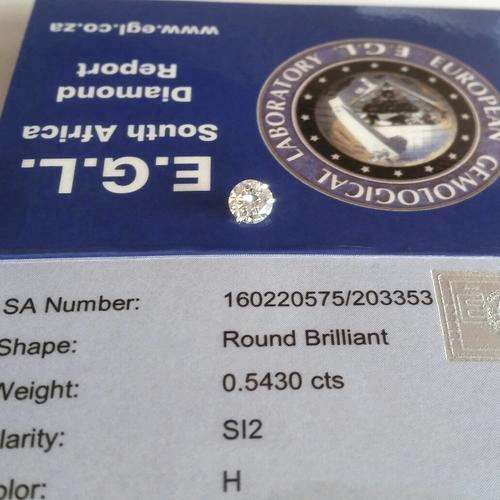 www.egl.co.za
Report
Diamond
South Africa
E.G.L.
EUROPEAN GEMOLOGICAL LABORATORY E.G.L.
SA Number: 160220575/203353
Shape: Round Brilliant
Weight: 0.5430 cts
larity: SI2
olor: H